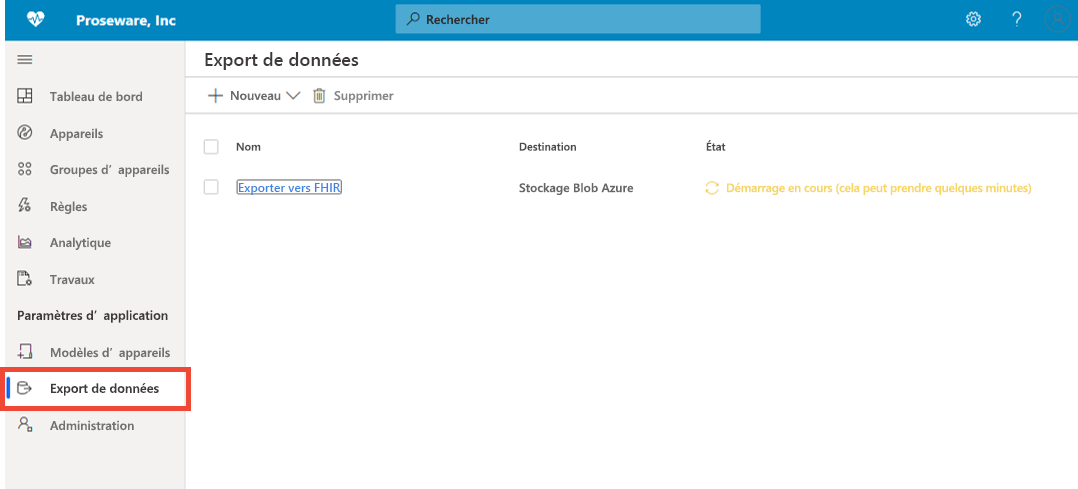 Proseware, Inc
Rechercher
?
Export de données
Nouveau
Supprimer
Tableau de bord
Appareils
Groupes d’ appareils
Règles
Analytique
Travaux
Paramètres d’ application
Modèles d’ appareils
Export de données
Administration
Nom Destination État
Exporter vers FHIR Stockage Blob Azure Démarrage en cours (cela peut prendre quelques minutes)